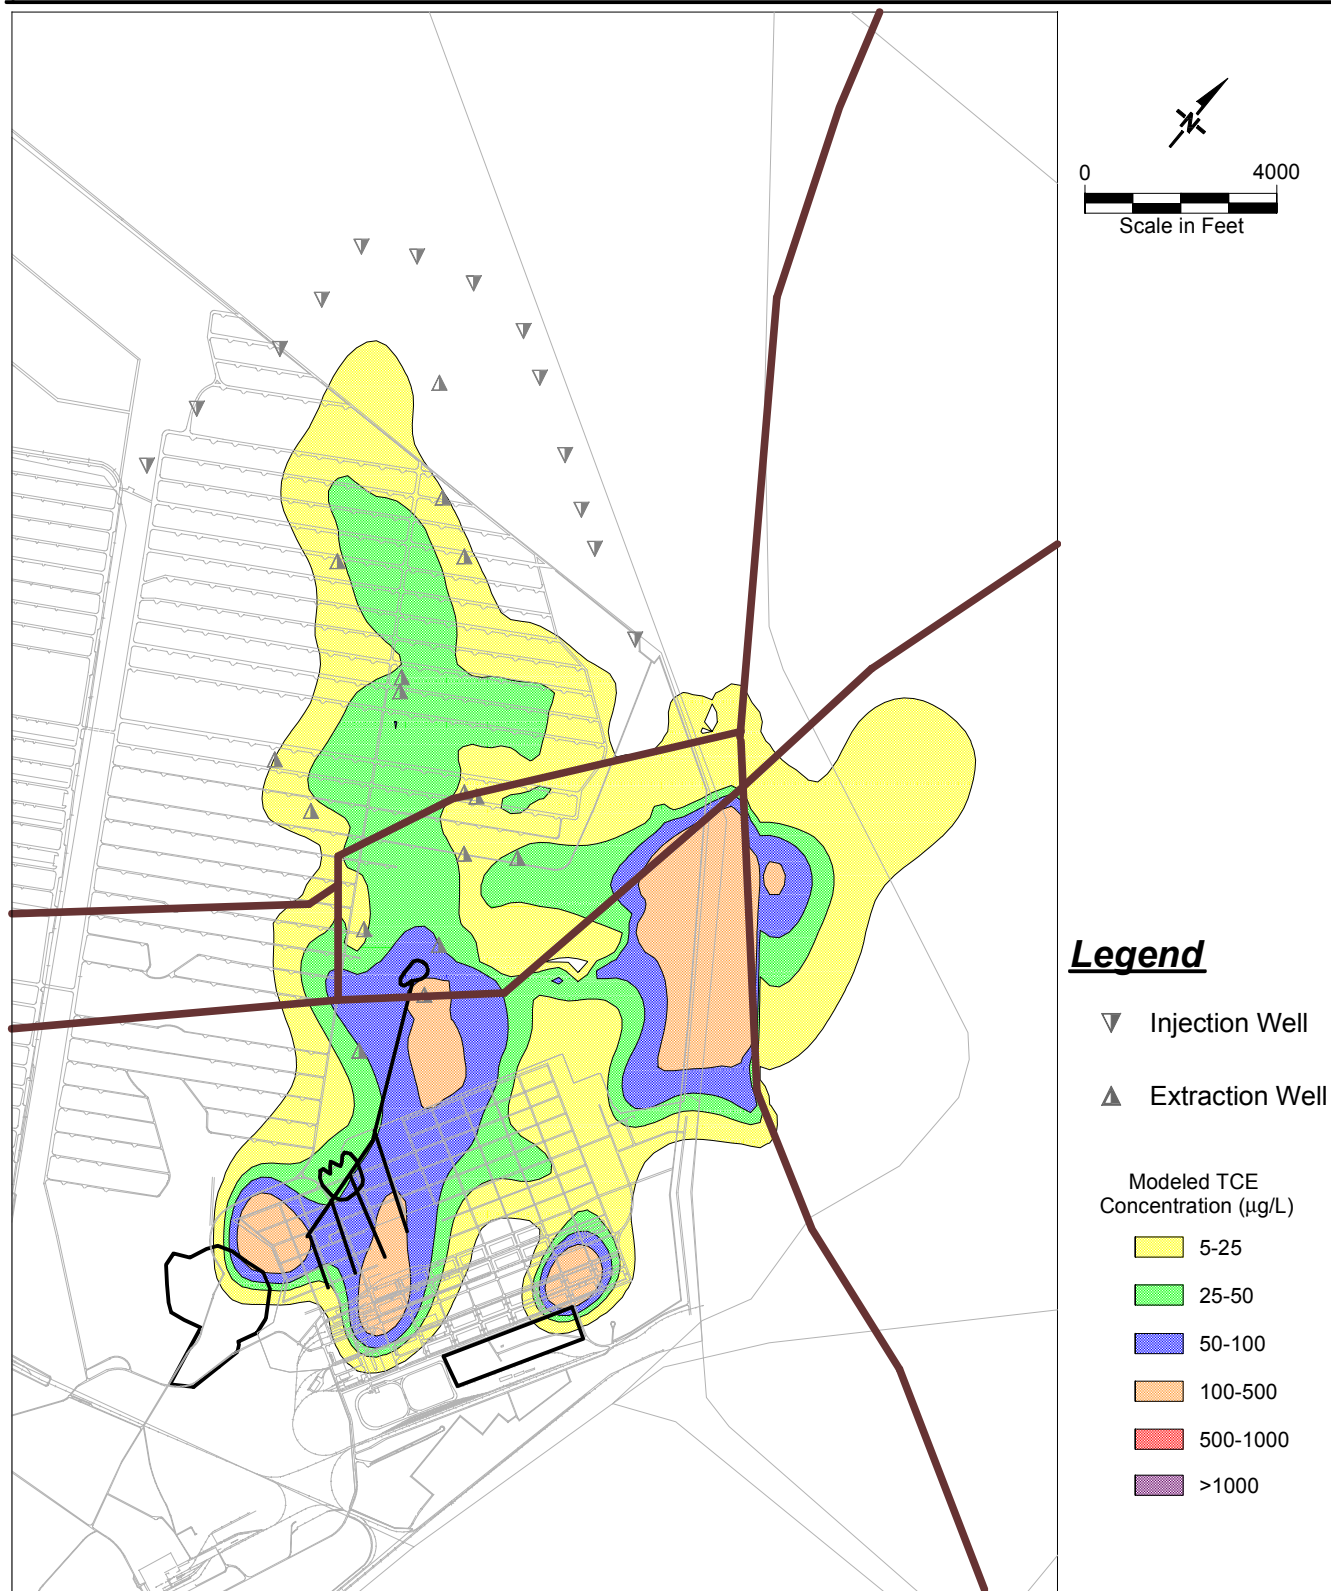 N
0 4000
Scale in Feet
Legend
Injection Well
Extraction Well
Modeled TCE
Concentration (µg/L)
5-25
25-50
50-100
100-500
500-1000
>1000